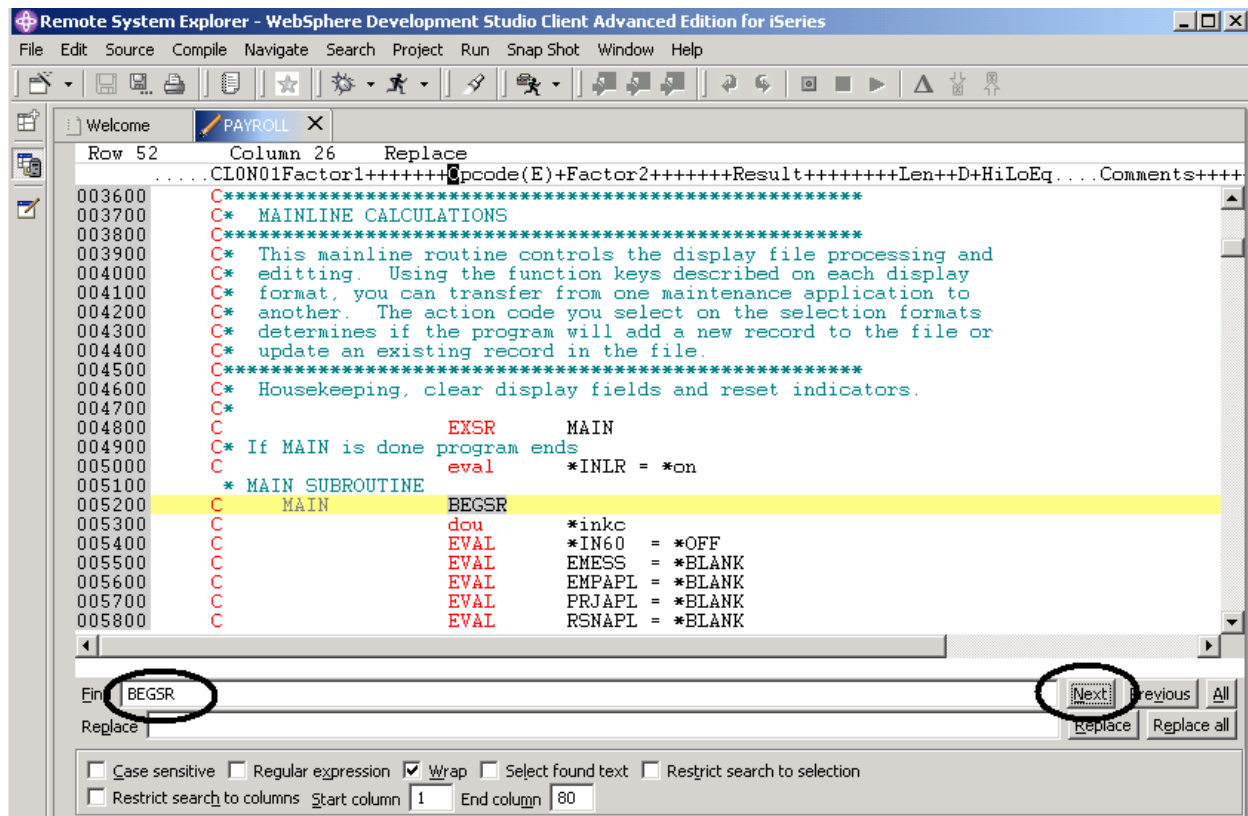 Remote System Explorer - WebSphere Development Studio Client Advanced Edition for iSeries
File Edit Source Compile Navigate Search Project Run Snap Shot Window Help
Welcome PAYROLL
Row 52 Column 26 Replace
.....CL0N01Factor1+++++++Opcode(E)+Factor2+++++++Result++++++++Len++D+HiLoEq....Comments++++
003600 C*********************************************************
003700 C* MAINLINE CALCULATIONS
003800 C*********************************************************
003900 C* This mainline routine controls the display file processing and
004000 C* editting. Using the function keys described on each display
004100 C* format, you can transfer from one maintenance application to
004200 C* another. The action code you select on the selection formats
004300 C* determines if the program will add a new record to the file or
004400 C* update an existing record in the file.
004500 C*********************************************************
004600 C* Housekeeping, clear display fields and reset indicators.
004700 C*
004800 C EXSR MAIN
004900 C* If MAIN is done program ends
005000 C eval *INLR = *on
005100 * MAIN SUBROUTINE
005200 C MAIN BEGSR
005300 C dou *inkc
005400 C EVAL *IN60 = *OFF
005500 C EVAL EMESS = *BLANK
005600 C EVAL EMPAPL = *BLANK
005700 C EVAL PRJAPL = *BLANK
005800 C EVAL RSNAPL = *BLANK
Find BEGSR Next Previous All
Replace Replace Replace all
Case sensitive Regular expression Wrap Select found text Restrict search to selection
Restrict search to columns Start column 1 End column 80